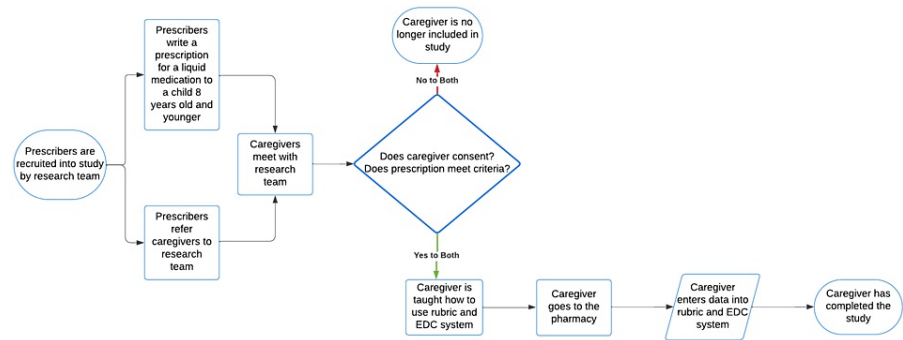 Prescribers are
recruited into study
by research team
Prescribers
write a
prescription
for a liquid
medication to
a child 8
years old and
younger
Prescribers
refer
caregivers to
research
team
Caregivers
meet with
research
team
Does caregiver consent?
Does prescription meet criteria?
No to Both
Caregiver is no
longer included in
study
Yes to Both
Caregiver is
taught how to
use rubric and
EDC system
Caregiver
goes to the
pharmacy
Caregiver
enters data into
rubric and EDC
system
Caregiver has
completed the
study